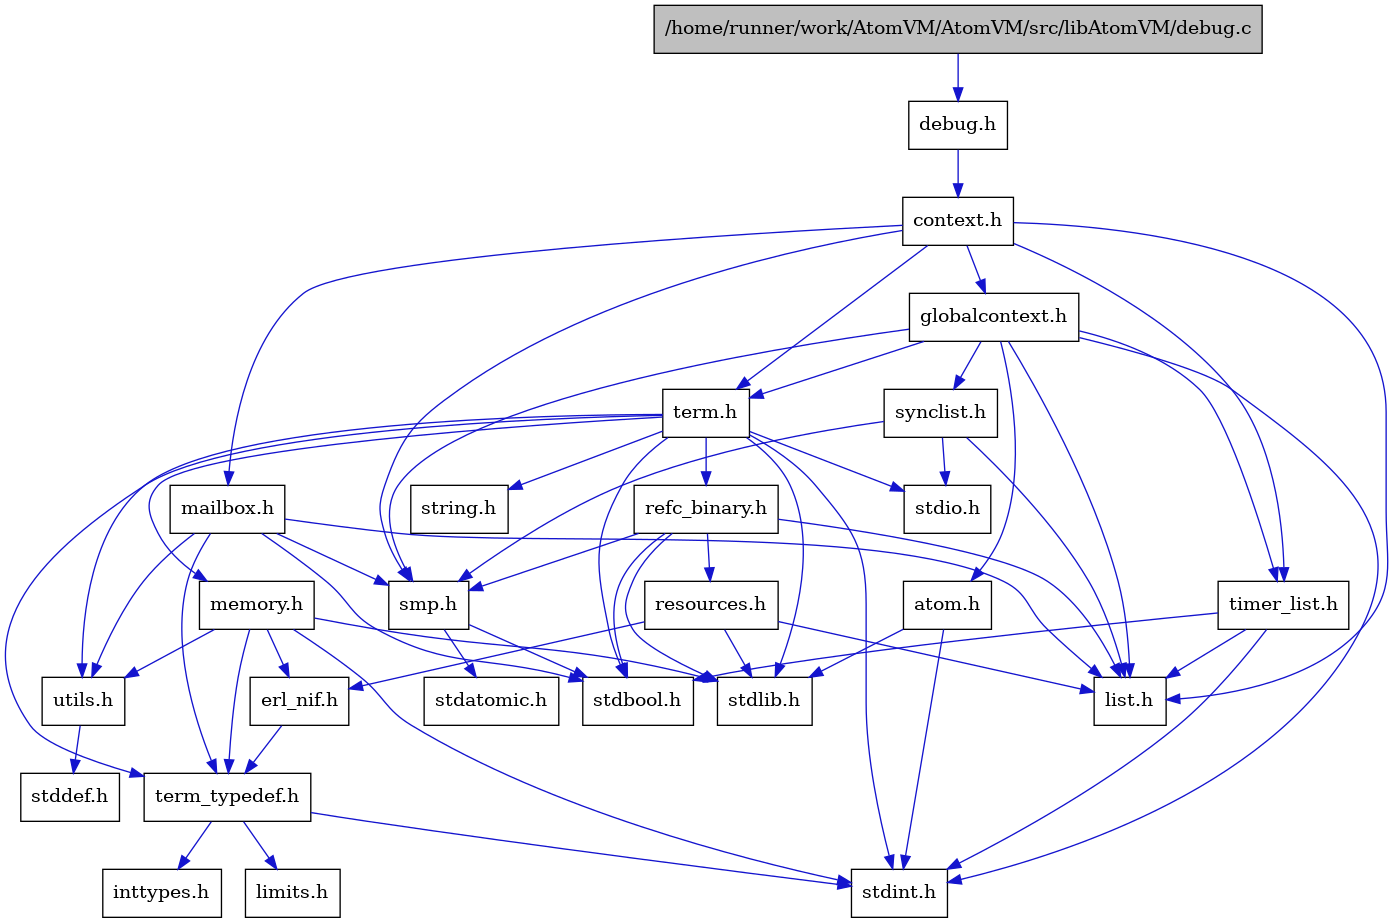 /home/runner/work/AtomVM/AtomVM/src/libAtomVM/debug.c
debug.h
context.h
globalcontext.h
term.h
synclist.h
mailbox.h
string.h
refc_binary.h
stdio.h
memory.h
smp.h
resources.h
atom.h
timer_list.h
utils.h
erl_nif.h
stdatomic.h
stdbool.h
stdlib.h
list.h
stddef.h
term_typedef.h
inttypes.h
limits.h
stdint.h